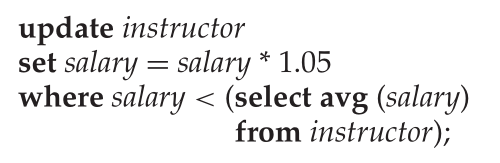 update instructor
set salary = salary * 1.05
where salary < (select avg (salary)
from instructor);